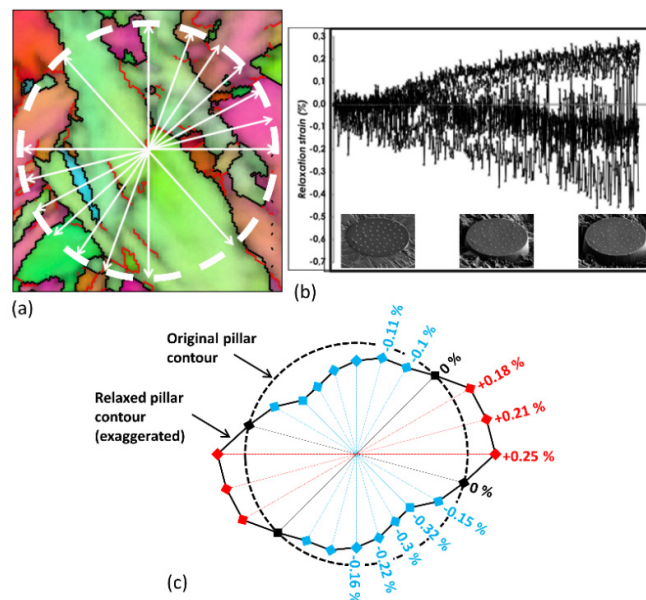 (a)
Relaxation strain (%)
0,3
0,2
0,1
0,0
-0,1
-0,2
-0,3
-0,4
-0,5
-0,6
-0,7
(b)
Original pillar
contour
Relaxed pillar
contour
(exaggerated)
-0.11 %
-0.1 %
0%
+0.18 %
+0.21 %
+0.25 %
0 %
-0.15 %
-0.32 %
-0.3 %
-0.22 %
-0.16 %
(c)